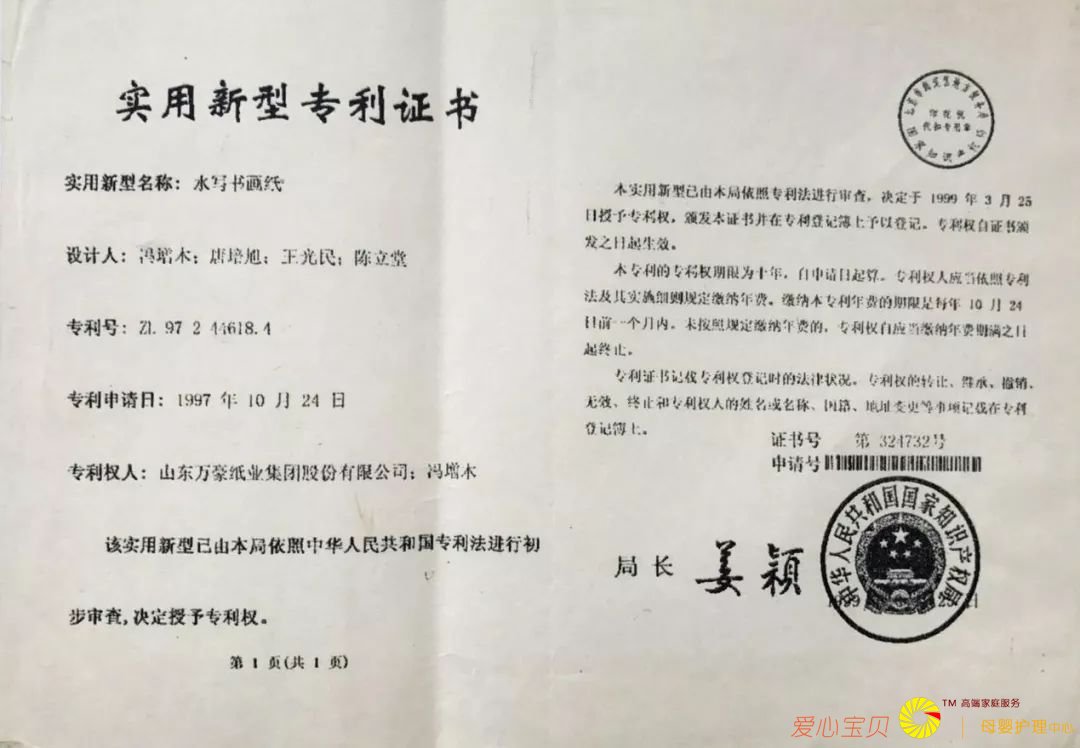 实用新型专利证书
实用新型名称：水写书画纸
设计人：冯增木；唐培旭；王光民；陈立堂
专利号：ZL 97 2 44618.4
专利申请日：1997 年 10 月 24 日
专利权人：山东万豪纸业集团股份有限公司；冯增木
该实用新型已由本局依照中华人民共和国专利法进行初
步审查,决定授予专利权。
第 1 页(共 1 页)
印花税
代扣专用章
国家知识产权局
本实用新型已由本局依照专利法进行审查，决定于 1999 年 3 月 25
日授予专利权，颁发本证书并在专利登记簿上予以登记。专利权自证书颁
发之日起生效。
本专利的专利权期限为十年，自申请日起算。专利权人应当依照专利
法及其实施细则规定缴纳年费。缴纳本专利年费的期限是每年 10 月 24
日前一个月内。未按照规定缴纳年费的，专利权自应当缴纳年费期满之日
起终止。
专利证书记载专利权登记时的法律状况。专利权的转让、继承、撤销、
无效、终止和专利权人的姓名或名称、国籍、地址变更等事项记载在专利
登记簿上。
证书号 第 324732号
申请号
局长 姜颖
中华人民共和国国家知识产权局
爱心宝贝
TM 高端家庭服务
母婴护理中心